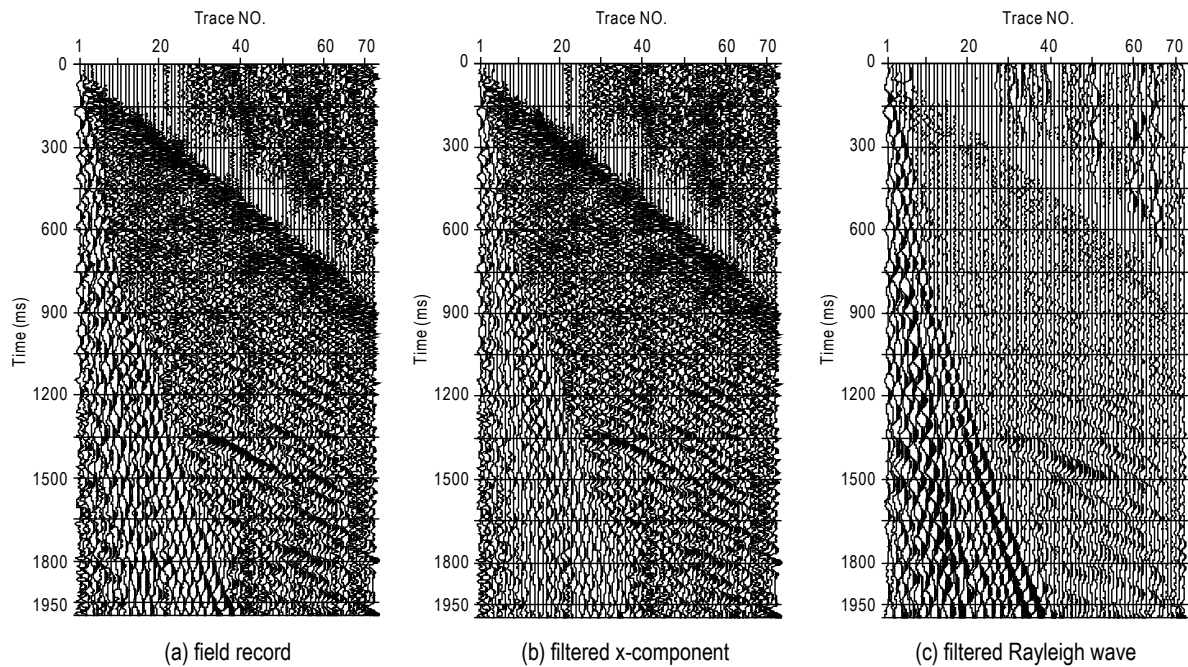 Trace NO.
1 20 40 60 70
0
300
600
900
1200
1500
1800
1950
Time (ms)
(a) field record
Trace NO.
1 20 40 60 70
0
300
600
900
1200
1500
1800
1950
Time (ms)
(b) filtered x-component
Trace NO.
1 20 40 60 70
0
300
600
900
1200
1500
1800
1950
Time (ms)
(c) filtered Rayleigh wave